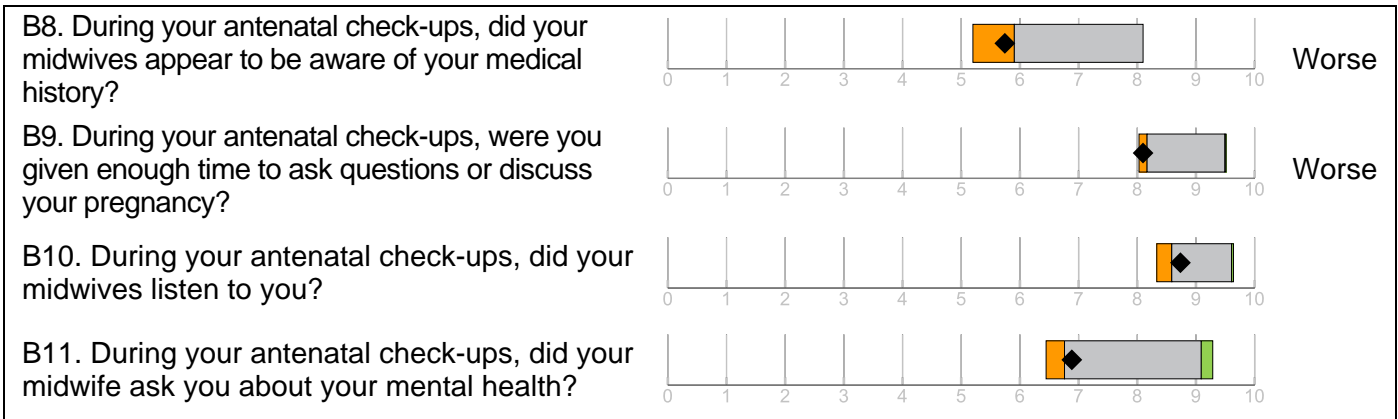 B8. During your antenatal check-ups, did your
midwives appear to be aware of your medical
history?
0 1 2 3 4 5 6 7 8 9 10
Worse
B9. During your antenatal check-ups, were you
given enough time to ask questions or discuss
your pregnancy?
0 1 2 3 4 5 6 7 8 9 10
Worse
B10. During your antenatal check-ups, did your
midwives listen to you?
0 1 2 3 4 5 6 7 8 9 10
B11. During your antenatal check-ups, did your
midwife ask you about your mental health?
0 1 2 3 4 5 6 7 8 9 10